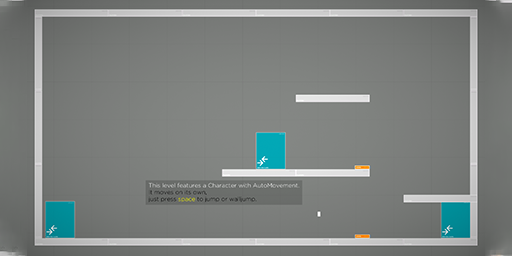 This level features a Character with AutoMovement.
it moves on its own.
just press space to jump or walljump.